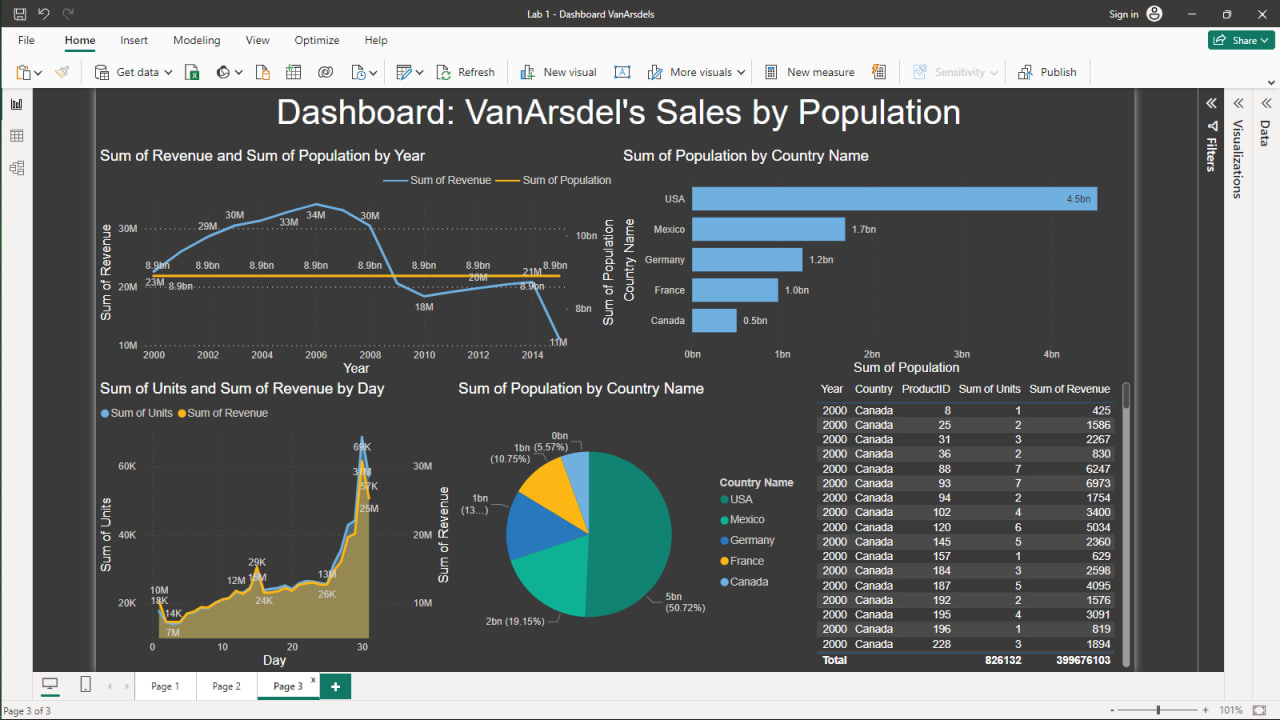 Lab 1 - Dashboard VanArsdels
Sign in
File Home Insert Modeling View Optimize Help
Share
Get data
Refresh
New visual
More visuals
New measure
Sensitivity
Publish
Dashboard: VanArsdel's Sales by Population
Sum of Revenue and Sum of Population by Year
Sum of Revenue Sum of Population
Sum of Revenue
30M
20M
10M
30M
29M
33M
34M
30M
10bn
8bn
8.9bn 8.9bn 8.9bn 8.9bn 8.9bn 8.9bn 8.9bn 8.9bn
23M
8.9bn
20M
21M
8.9bn
18M
11M
2000 2002 2004 2006 2008 2010 2012 2014
Year
Sum of Population
Sum of Population by Country Name
Country Name
USA 4.5bn
Mexico 1.7bn
Germany 1.2bn
France 1.0bn
Canada 0.5bn
0bn 1bn 2bn 3bn 4bn
Sum of Population
Sum of Units and Sum of Revenue by Day
Sum of Units Sum of Revenue
Sum of Units
60K
40K
20K
69K
57K
25M
29K
12M
24K
13M
26K
10M
18K
14K
7M
30M
20M
10M
0 10 20 30
Day
Sum of Revenue
Sum of Population by Country Name
0bn
(5.57%)
1bn
(10.75%)
1bn
(13...)
2bn (19.15%)
5bn
(50.72%)
Country Name
USA
Mexico
Germany
France
Canada
Year Country ProductID Sum of Units Sum of Revenue
2000 Canada 8 1 425
2000 Canada 25 2 1586
2000 Canada 31 3 2267
2000 Canada 36 2 830
2000 Canada 88 7 6247
2000 Canada 93 7 6973
2000 Canada 94 2 1754
2000 Canada 102 4 3400
2000 Canada 120 6 5034
2000 Canada 145 5 2360
2000 Canada 157 1 629
2000 Canada 184 3 2598
2000 Canada 187 5 4095
2000 Canada 192 2 1576
2000 Canada 195 4 3091
2000 Canada 196 1 819
2000 Canada 228 3 1894
Total 826132 399676103
Filters
Visualizations
Data
Page 1 Page 2 Page 3
Page 3 of 3
101%